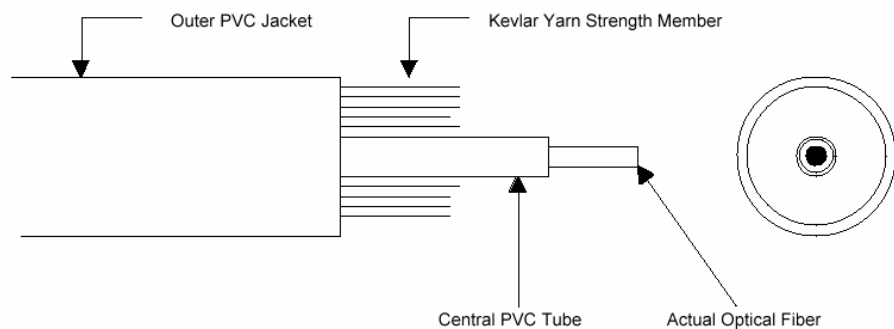 Outer PVC Jacket
Kevlar Yarn Strength Member
Central PVC Tube
Actual Optical Fiber